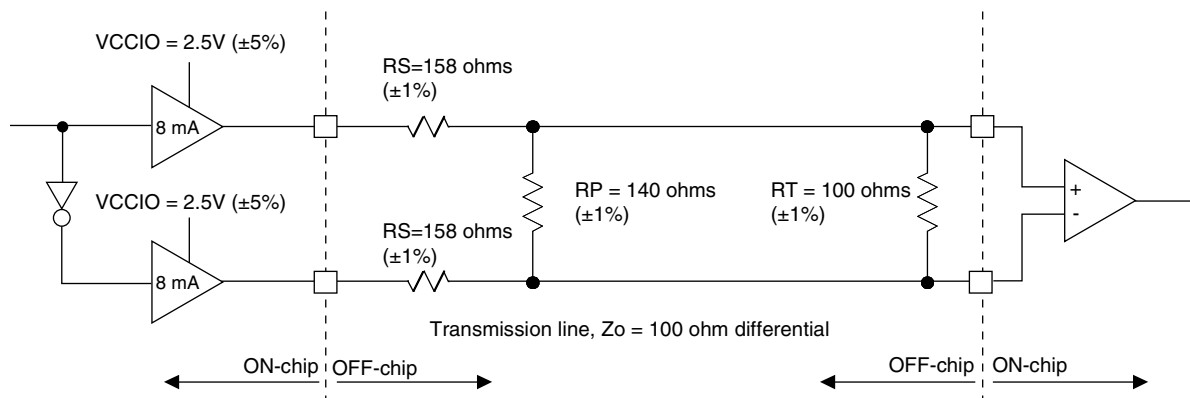 VCCIO = 2.5V (±5%)
RS=158 ohms
(±1%)
8 mA
VCCIO = 2.5V (±5%)
RP = 140 ohms
(±1%)
RT = 100 ohms
(±1%)
+
-
RS=158 ohms
(±1%)
8 mA
Transmission line, Zo = 100 ohm differential
ON-chip
OFF-chip
OFF-chip
ON-chip